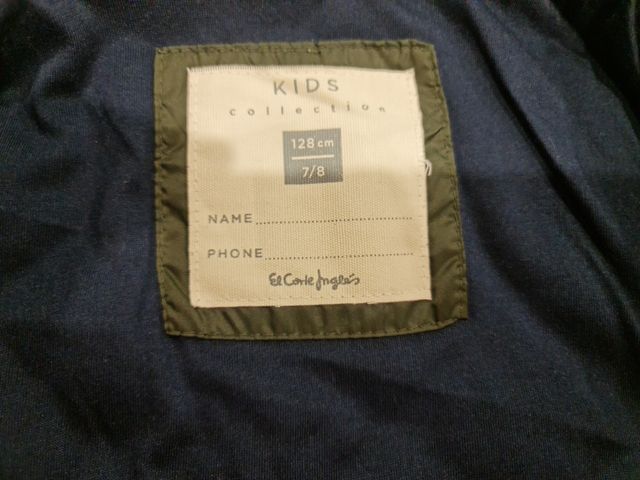 KIDS
collection
128 cm
7/8
NAME
PHONE
El Corte Inglés